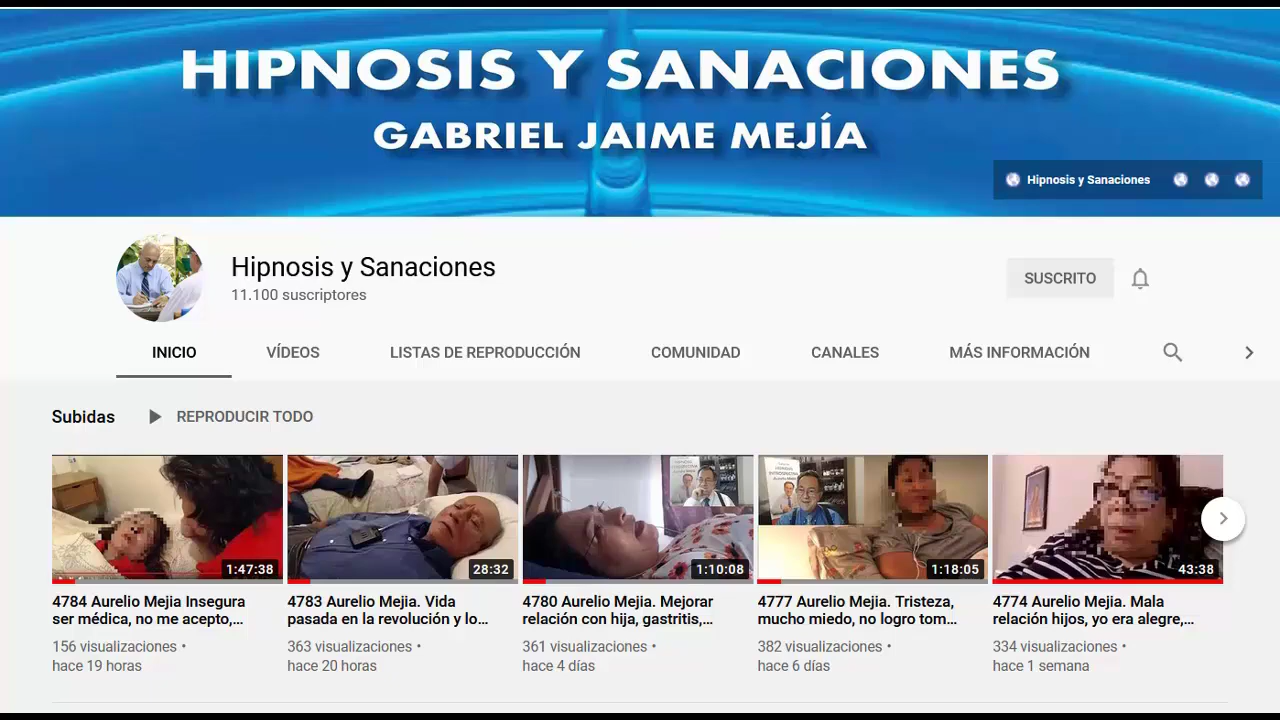 HIPNOSIS Y SANACIONES
GABRIEL JAIME MEJÍA
Hipnosis y Sanaciones
Hipnosis y Sanaciones
11.100 suscriptores
SUSCRITO
INICIO VÍDEOS LISTAS DE REPRODUCCIÓN COMUNIDAD CANALES MÁS INFORMACIÓN
Subidas REPRODUCIR TODO
1:47:38
28:32
1:10:08
1:18:05
43:38
4784 Aurelio Mejia Insegura
ser médica, no me acepto,...
156 visualizaciones •
hace 19 horas
4783 Aurelio Mejia. Vida
pasada en la revolución y lo...
363 visualizaciones •
hace 20 horas
4780 Aurelio Mejia. Mejorar
relación con hija, gastritis,...
361 visualizaciones •
hace 4 días
4777 Aurelio Mejia. Tristeza,
mucho miedo, no logro tom...
382 visualizaciones •
hace 6 días
4774 Aurelio Mejia. Mala
relación hijos, yo era alegre,...
334 visualizaciones •
hace 1 semana